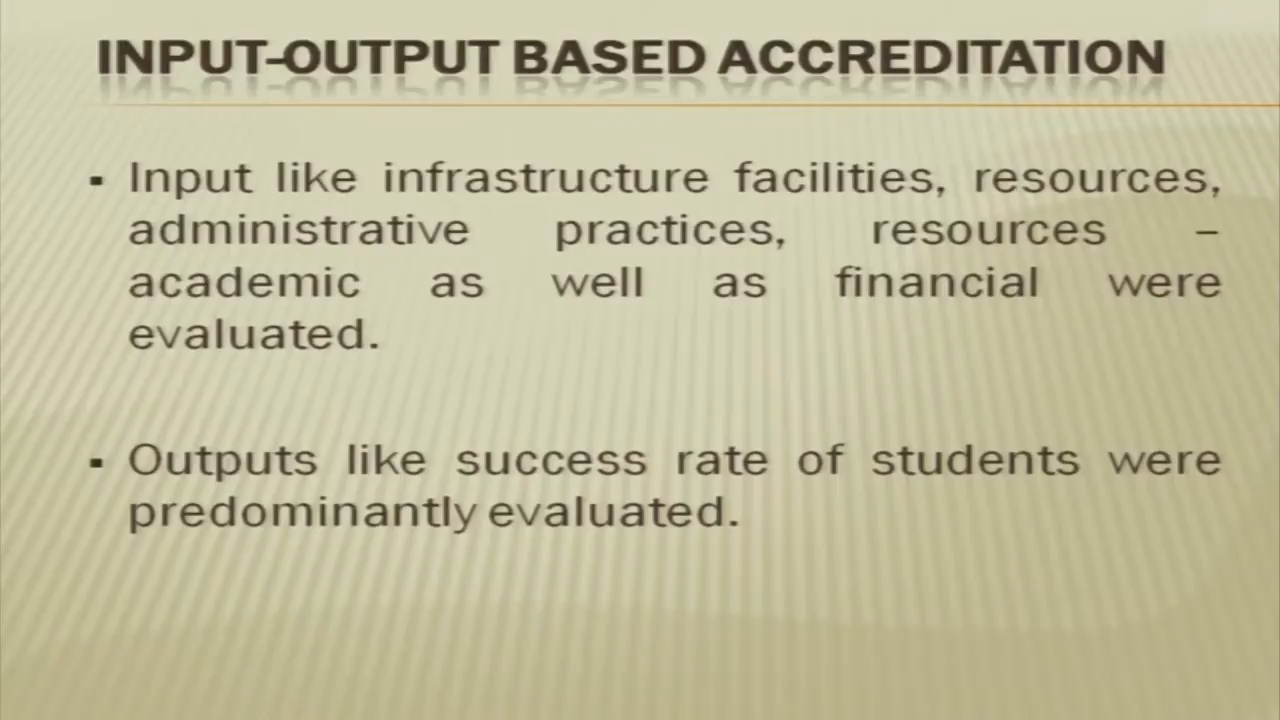 INPUT-OUTPUT BASED ACCREDITATION
▪ Input like infrastructure facilities, resources,
administrative practices, resources –
academic as well as financial were
evaluated.
▪ Outputs like success rate of students were
predominantly evaluated.